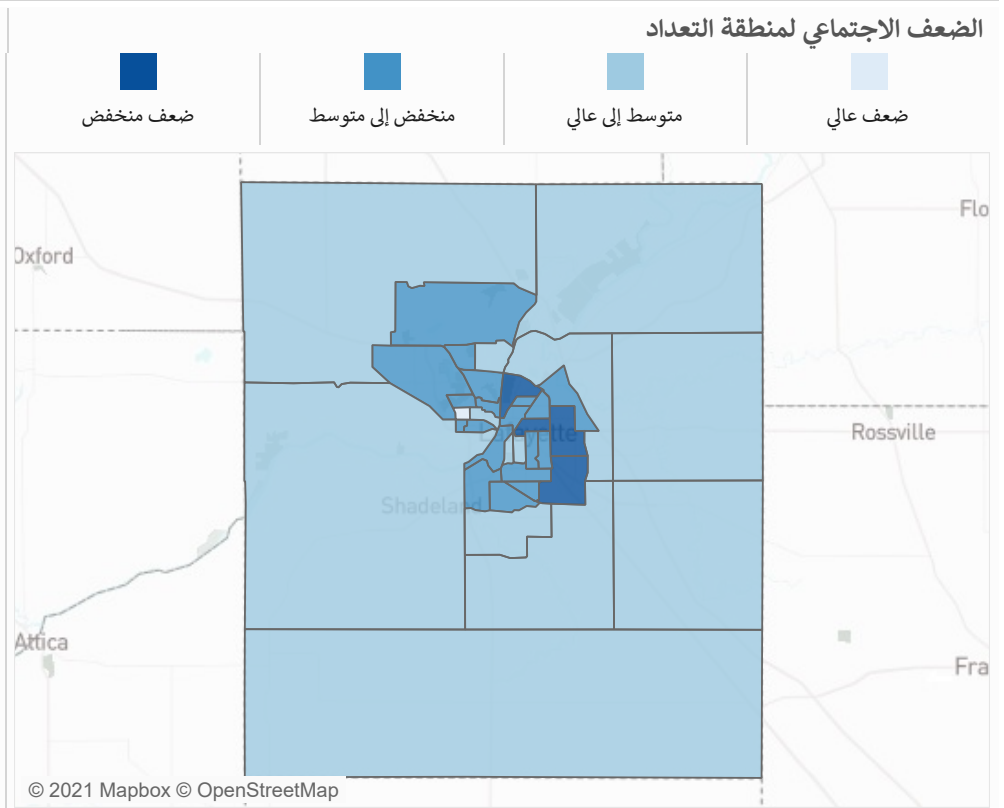 الضعف الاجتماعي لمنطقة التعداد
ضعف عالي
متوسط إلى عالي
منخفض إلى متوسط
ضعف منخفض
Flo
Oxford
Rossville
Lafayette
Shadeland
Attica
Fra
© 2021 Mapbox © OpenStreetMap